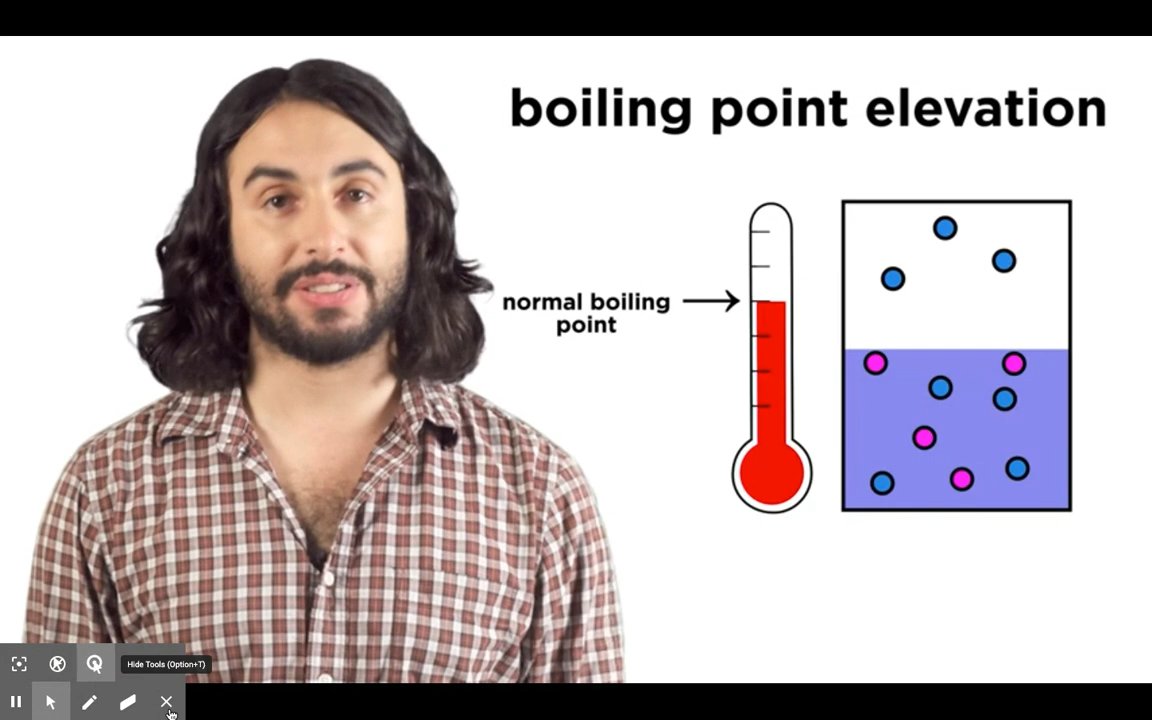 boiling point elevation
normal boiling
point
Hide Tools (Option+T)